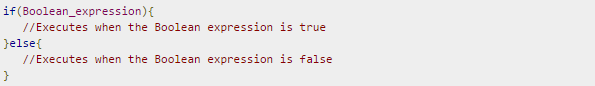 if(Boolean_expression){
   //Executes when the Boolean expression is true
}else{
   //Executes when the Boolean expression is false
}